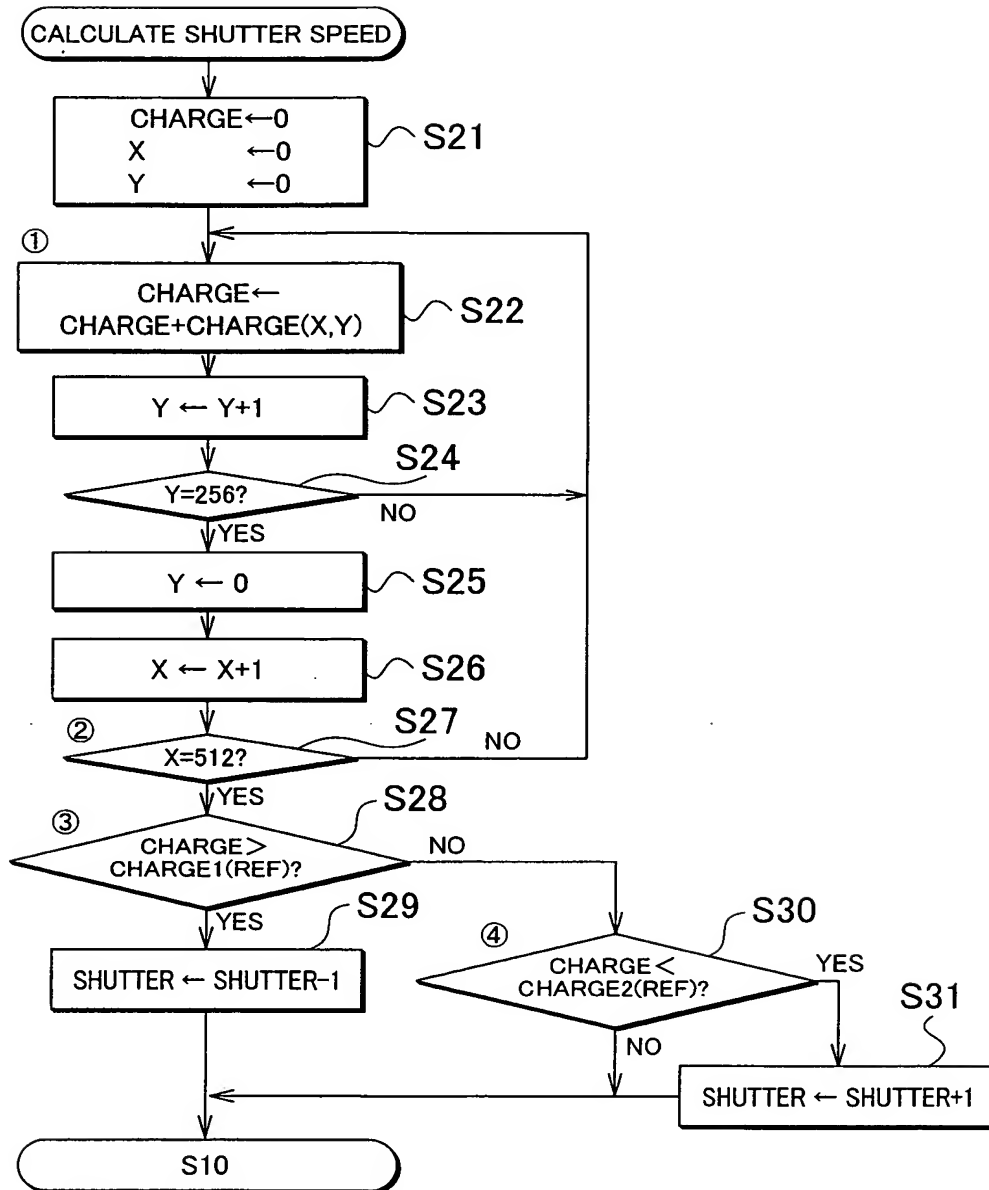 CALCULATE SHUTTER SPEED
CHARGE←0
X ←0
Y ←0
S21
①
CHARGE←
CHARGE+CHARGE(X,Y)
S22
Y ← Y+1
S23
S24
Y=256?
NO
YES
Y ← 0
S25
X ← X+1
S26
S27
②
X=512?
NO
YES
S28
③
CHARGE>
CHARGE1(REF)?
NO
YES
S29
SHUTTER ← SHUTTER-1
S30
④
CHARGE<
CHARGE2(REF)?
YES
NO
S31
SHUTTER ← SHUTTER+1
S10